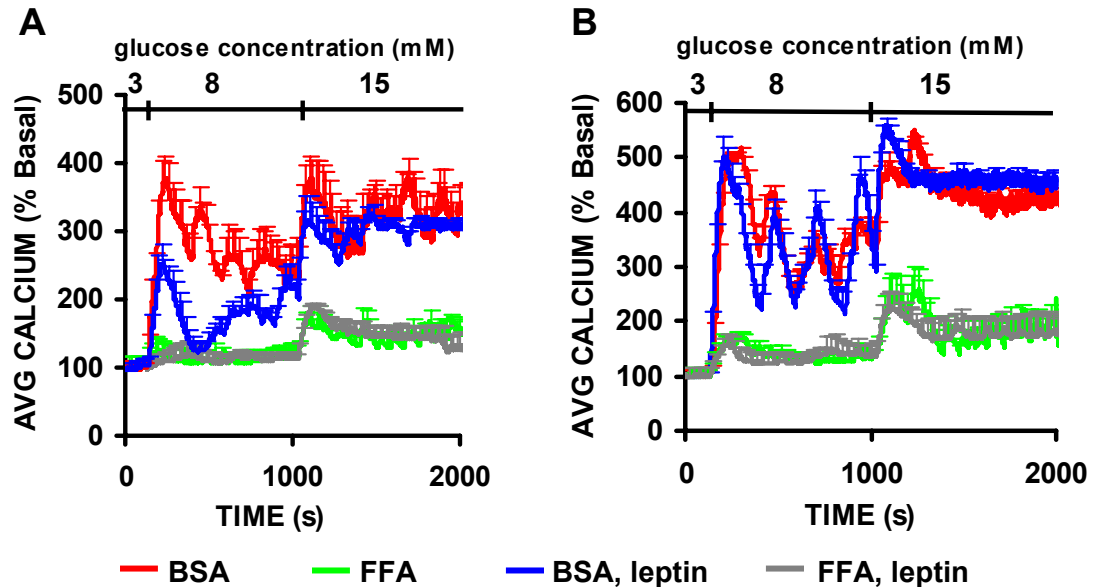 A
glucose concentration (mM)
3 8 15
AVG CALCIUM (% Basal)
500
400
300
200
100
0
0 1000 2000
TIME (s)
B
glucose concentration (mM)
3 8 15
AVG CALCIUM (% Basal)
600
500
400
300
200
100
0
0 1000 2000
TIME (s)
BSA FFA BSA, leptin FFA, leptin